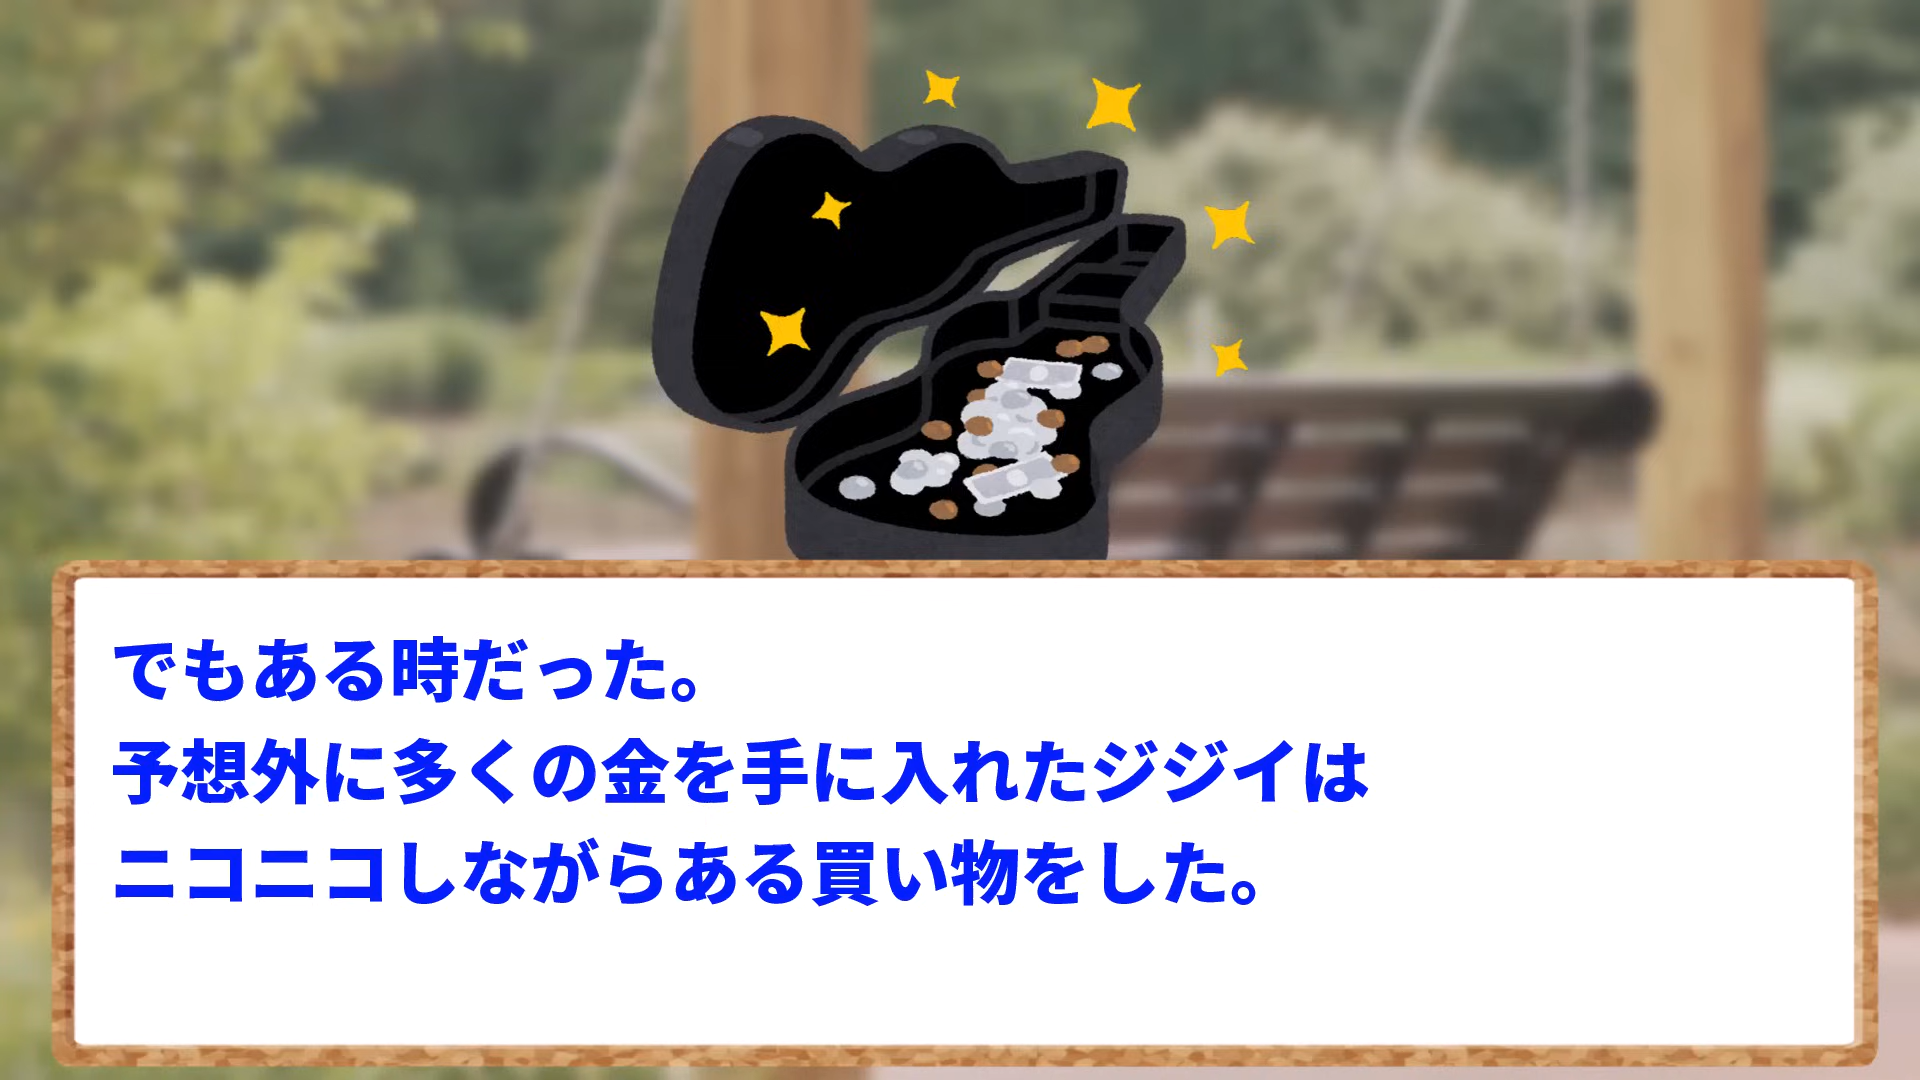 でもある時だった。
予想外に多くの金を手に入れたジジイは
ニコニコしながらある買い物をした。